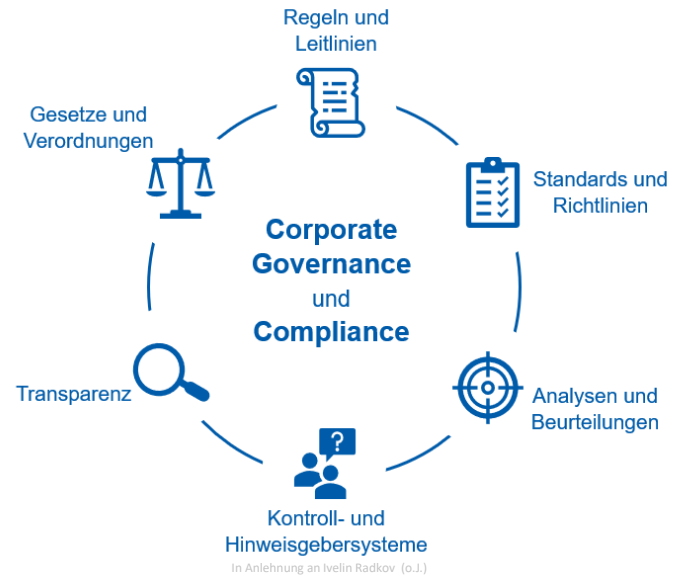 Regeln und
Leitlinien
Gesetze und
Verordnungen
Standards und
Richtlinien
Corporate
Governance
und
Compliance
Transparenz
Analysen und
Beurteilungen
?
Kontroll- und
Hinweisgebersysteme
In Anlehnung an Ivelin Radkov (o.J.)